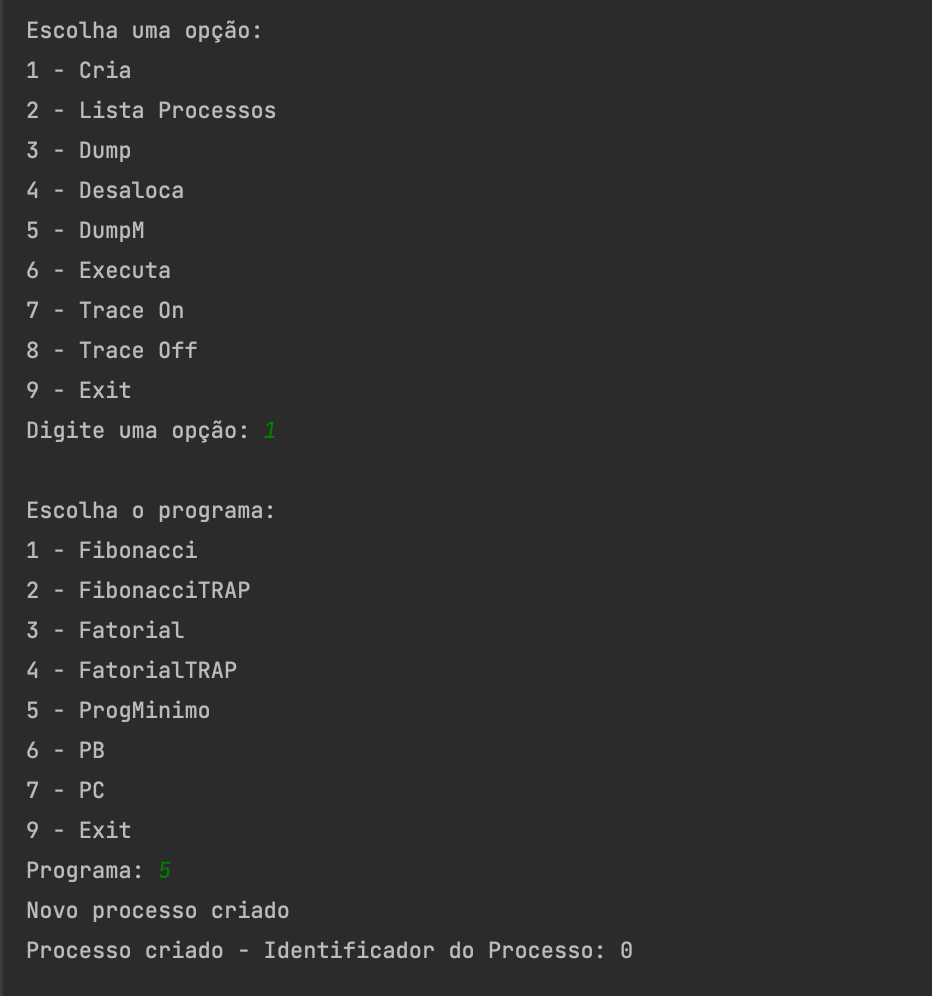 Escolha uma opção:
1 - Cria
2 - Lista Processos
3 - Dump
4 - Desaloca
5 - DumpM
6 - Executa
7 - Trace On
8 - Trace Off
9 - Exit
Digite uma opção: 1
Escolha o programa:
1 - Fibonacci
2 - FibonacciTRAP
3 - Fatorial
4 - FatorialTRAP
5 - ProgMinimo
6 - PB
7 - PC
9 - Exit
Programa: 5
Novo processo criado
Processo criado - Identificador do Processo: 0